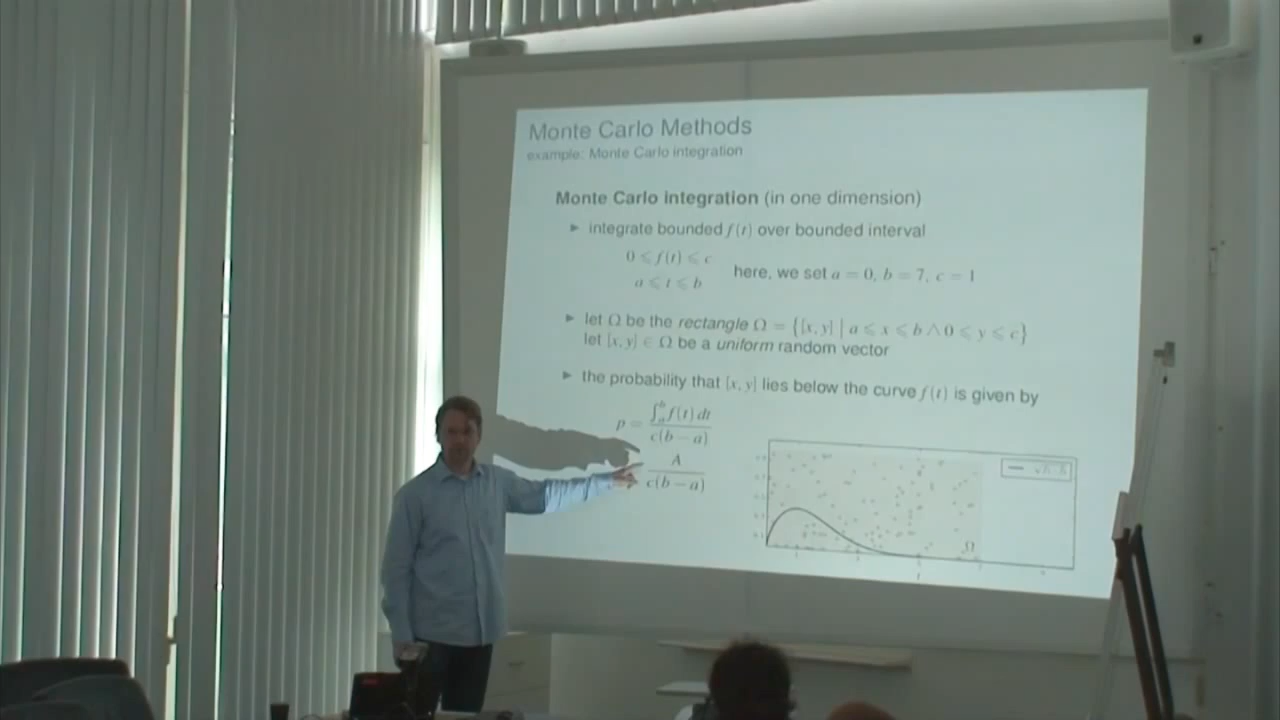 Monte Carlo Methods
example: Monte Carlo integration
Monte Carlo integration (in one dimension)
► integrate bounded f(t) over bounded interval
0 ⩽ f(t) ⩽ c
a ⩽ t ⩽ b
here, we set a = 0, b = 7, c = 1
► let Ω be the rectangle Ω = {[x, y] | a ⩽ x ⩽ b ∧ 0 ⩽ y ⩽ c}
let [x, y] ∈ Ω be a uniform random vector
► the probability that [x, y] lies below the curve f(t) is given by
p = ∫_a^b f(t) dt / c(b − a)
A / c(b − a)
Ω